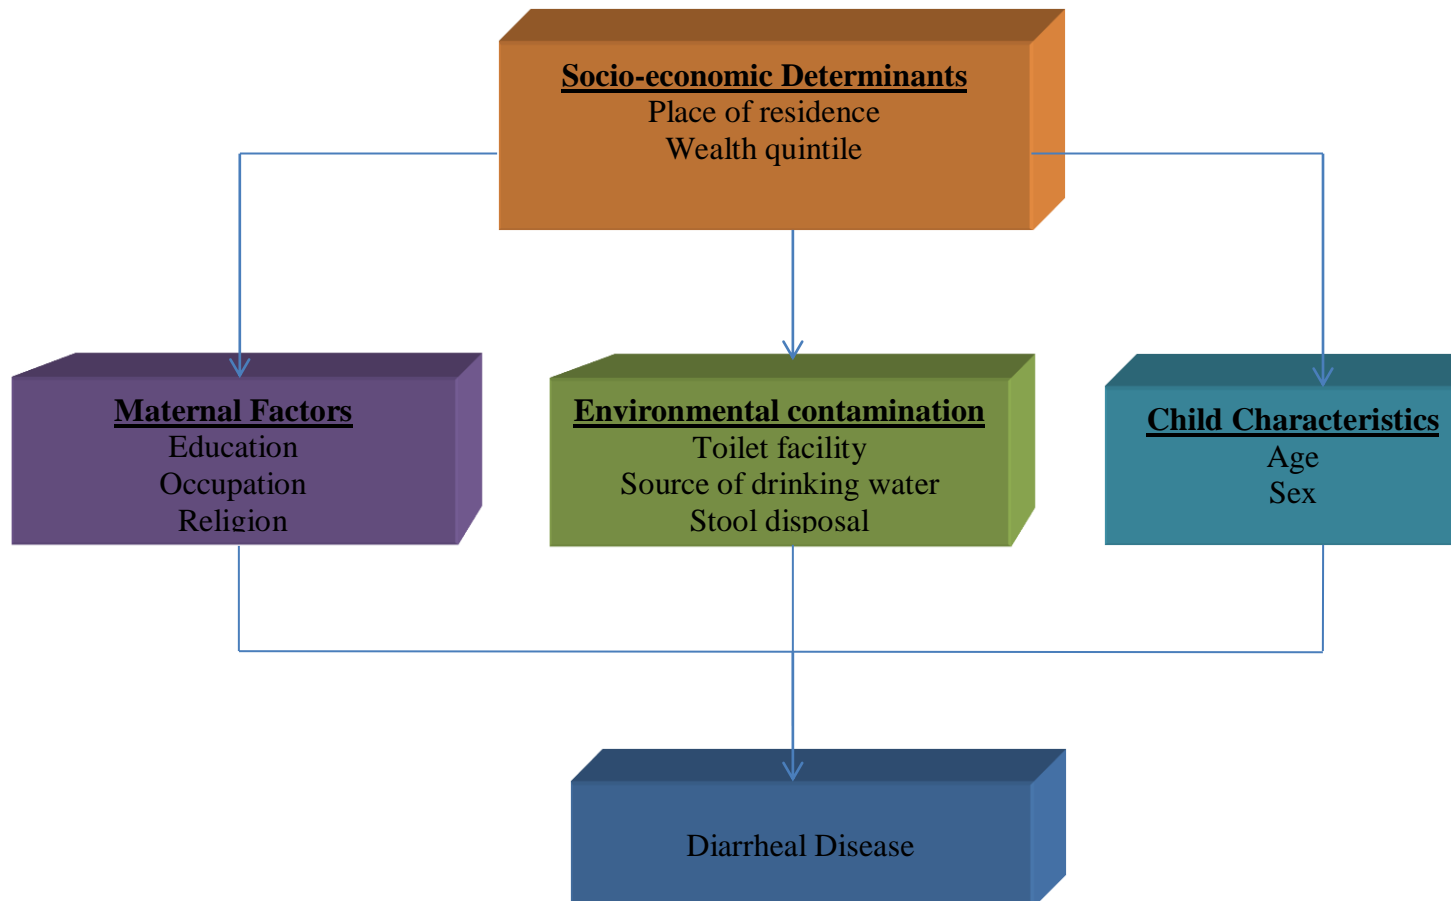 Socio-economic Determinants
Place of residence
Wealth quintile
Maternal Factors
Education
Occupation
Religion
Environmental contamination
Toilet facility
Source of drinking water
Stool disposal
Child Characteristics
Age
Sex
Diarrheal Disease